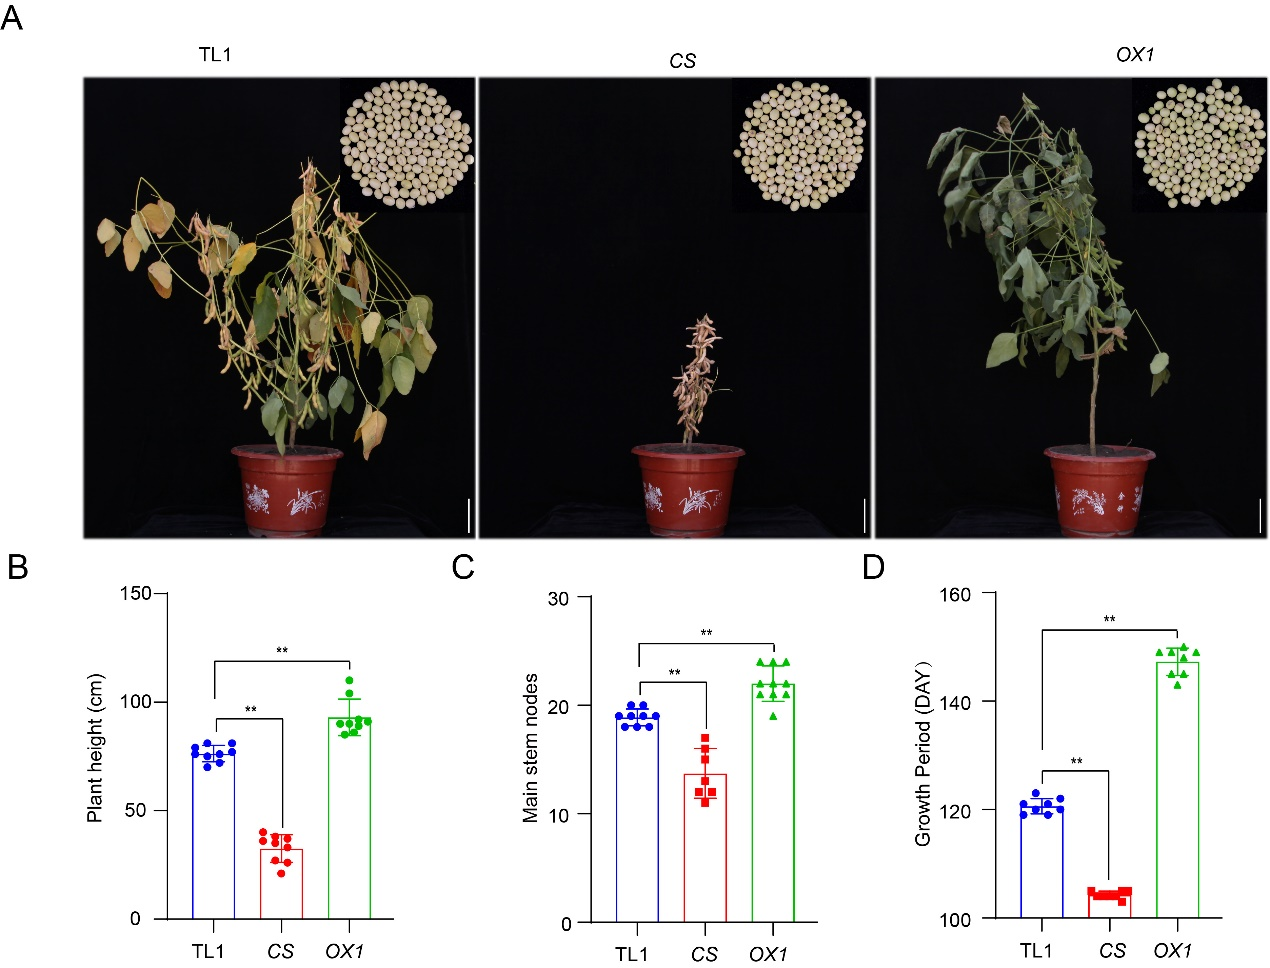 A
TL1
CS
OX1
B
Plant height (cm)
150
100
50
0
**
**
TL1
CS
OX1
C
Main stem nodes
30
20
10
0
**
**
TL1
CS
OX1
D
Growth Period (DAY)
160
140
120
100
**
**
TL1
CS
OX1